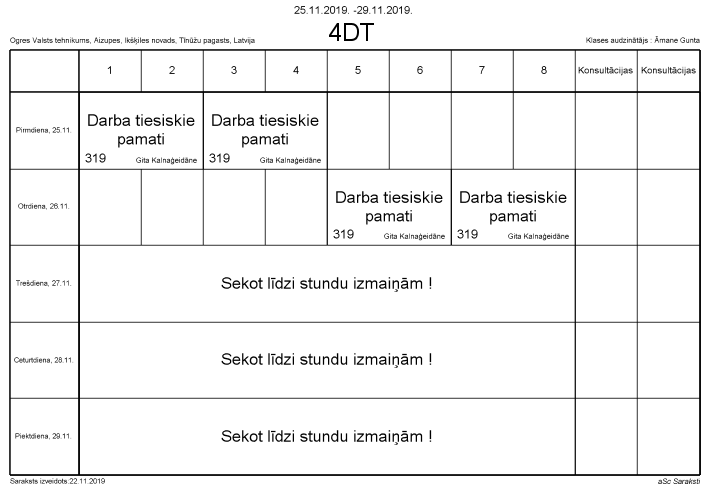 25.11.2019. -29.11.2019.
4DT
Ogres Valsts tehnikums, Aizupes, Ikšķiles novads, Tīnūžu pagasts, Latvija
Klases audzinātājs : Āmane Gunta
1 2 3 4 5 6 7 8 Konsultācijas Konsultācijas
Pirmdiena, 25.11.
Darba tiesiskie
pamati
319 Gita Kalnaģeidāne
Darba tiesiskie
pamati
319 Gita Kalnaģeidāne
Otrdiena, 26.11.
Darba tiesiskie
pamati
319 Gita Kalnaģeidāne
Darba tiesiskie
pamati
319 Gita Kalnaģeidāne
Trešdiena, 27.11.
Sekot līdzi stundu izmaiņām !
Ceturtdiena, 28.11.
Sekot līdzi stundu izmaiņām !
Piektdiena, 29.11.
Sekot līdzi stundu izmaiņām !
Saraksts izveidots:22.11.2019
aSc Saraksti